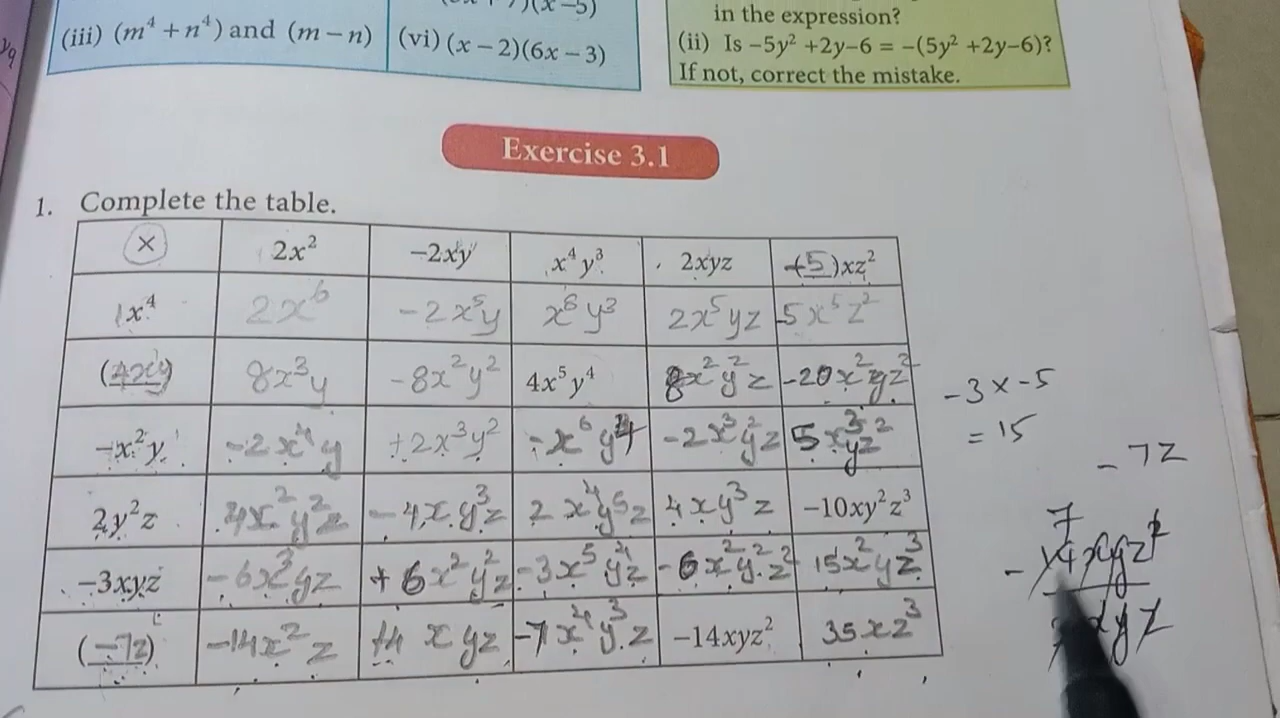 (x−5)
(iii) (m⁴ + n⁴) and (m − n)
(vi) (x − 2)(6x − 3)
in the expression?
(ii) Is −5y² +2y−6 = −(5y² +2y−6)?
If not, correct the mistake.
Exercise 3.1
1. Complete the table.
× 2x² −2xy x⁴y³ 2xyz (−5)xz²
1x⁴ 2x⁶ −2x⁵y x⁸y³ 2x⁵yz −5x⁵z²
(4xy) 8x³y −8x²y² 4x⁵y⁴ 8x²y²z −20x²yz²
−x²y −2x⁴y +2x³y² −x⁶y⁴ −2x³y²z 5x³yz²
2y²z 4x²y²z −4xy³z 2x⁴y⁵z 4xy³z −10xy²z³
−3xyz −6x³yz +6x²y²z −3x⁵y⁴z −6x²y²z² 15x²yz³
(−7z) −14x²z 14xyz −7x⁴y³z −14xyz² 35xz³
−3 × −5
= 15
−7z
7
xyz